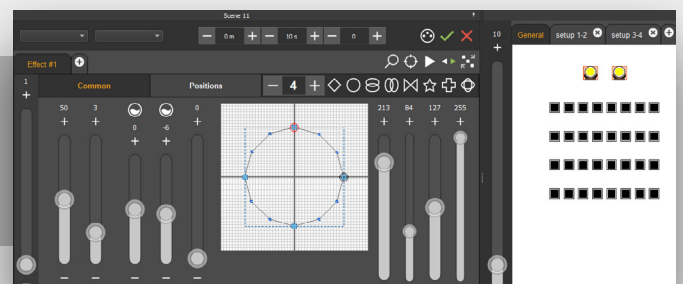 Scene 11
0 m
10 s
0
10
General
setup 1-2
setup 3-4
Effect #1
1
Common
Positions
4
50
3
0
213
84
127
255
0
-6